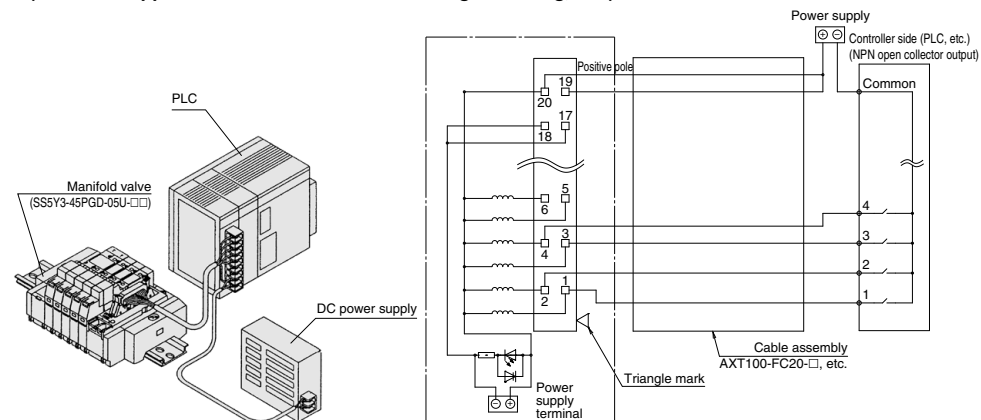 PLC
Manifold valve
(SS5Y3-45PGD-05U-□□)
DC power supply
Power supply
⊕ ⊖
Controller side (PLC, etc.)
(NPN open collector output)
Positive pole
Common
19
20
17
18
5
6
3
4
1
2
4
3
2
1
Cable assembly
AXT100-FC20-□, etc.
Triangle mark
Power
supply
terminal
⊖ ⊕